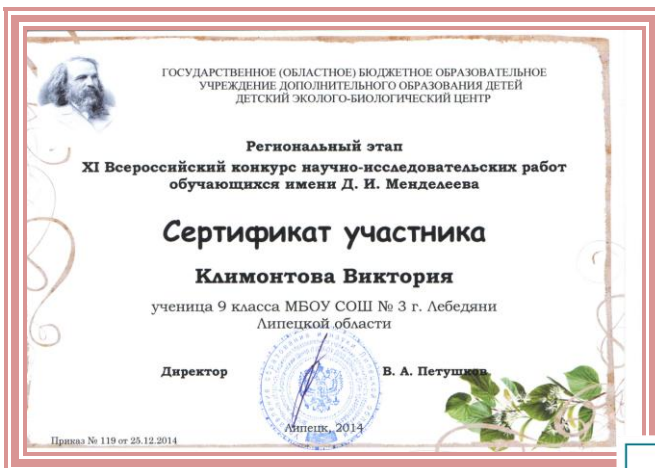 ГОСУДАРСТВЕННОЕ (ОБЛАСТНОЕ) БЮДЖЕТНОЕ ОБРАЗОВАТЕЛЬНОЕ
УЧРЕЖДЕНИЕ ДОПОЛНИТЕЛЬНОГО ОБРАЗОВАНИЯ ДЕТЕЙ
ДЕТСКИЙ ЭКОЛОГО-БИОЛОГИЧЕСКИЙ ЦЕНТР
Региональный этап
XI Всероссийский конкурс научно-исследовательских работ
обучающихся имени Д. И. Менделеева
Сертификат участника
Климонтова Виктория
ученица 9 класса МБОУ СОШ № 3 г. Лебедяни
Липецкой области
Директор В. А. Петушков
Липецк, 2014
Приказ № 119 от 25.12.2014